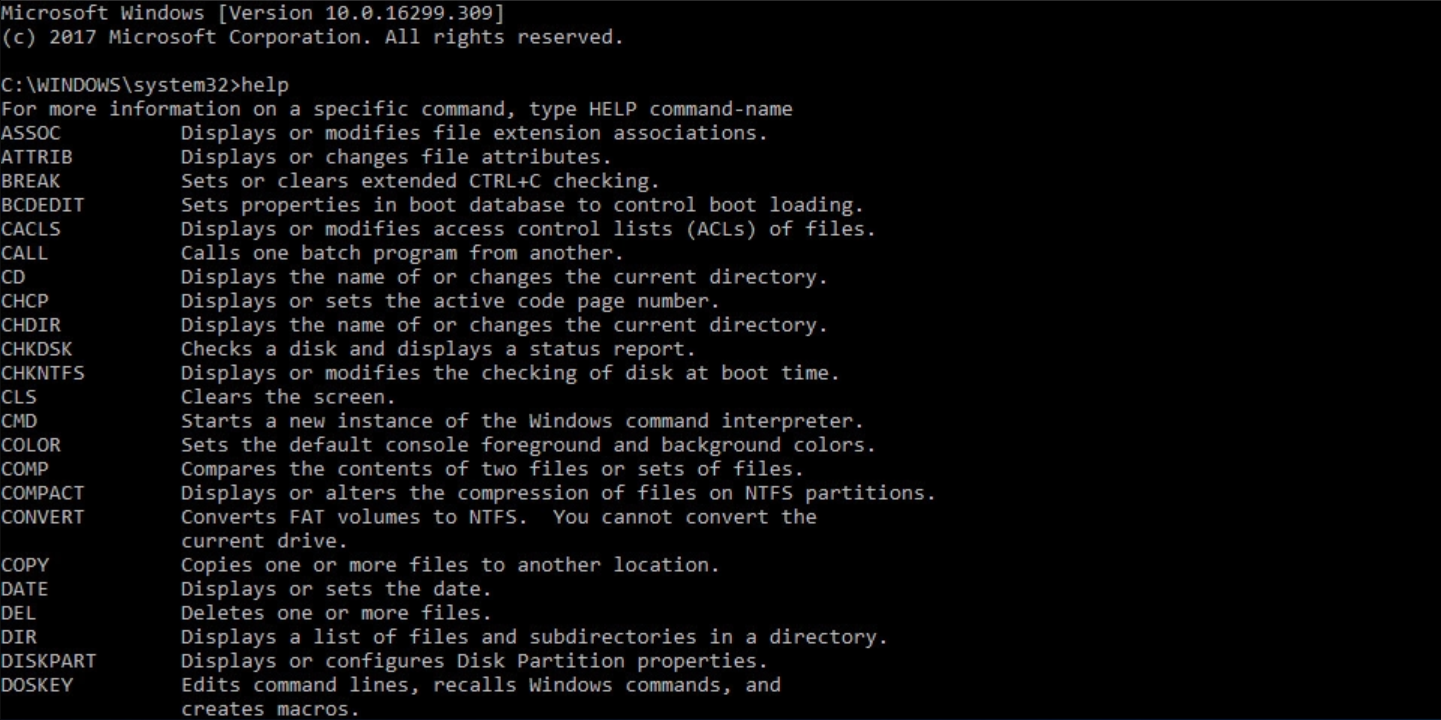 Microsoft Windows [Version 10.0.16299.309]
(c) 2017 Microsoft Corporation. All rights reserved.

C:\WINDOWS\system32>help
For more information on a specific command, type HELP command-name
ASSOC          Displays or modifies file extension associations.
ATTRIB         Displays or changes file attributes.
BREAK          Sets or clears extended CTRL+C checking.
BCDEDIT        Sets properties in boot database to control boot loading.
CACLS          Displays or modifies access control lists (ACLs) of files.
CALL           Calls one batch program from another.
CD             Displays the name of or changes the current directory.
CHCP           Displays or sets the active code page number.
CHDIR          Displays the name of or changes the current directory.
CHKDSK         Checks a disk and displays a status report.
CHKNTFS        Displays or modifies the checking of disk at boot time.
CLS            Clears the screen.
CMD            Starts a new instance of the Windows command interpreter.
COLOR          Sets the default console foreground and background colors.
COMP           Compares the contents of two files or sets of files.
COMPACT        Displays or alters the compression of files on NTFS partitions.
CONVERT        Converts FAT volumes to NTFS.  You cannot convert the
               current drive.
COPY           Copies one or more files to another location.
DATE           Displays or sets the date.
DEL            Deletes one or more files.
DIR            Displays a list of files and subdirectories in a directory.
DISKPART       Displays or configures Disk Partition properties.
DOSKEY         Edits command lines, recalls Windows commands, and
               creates macros.